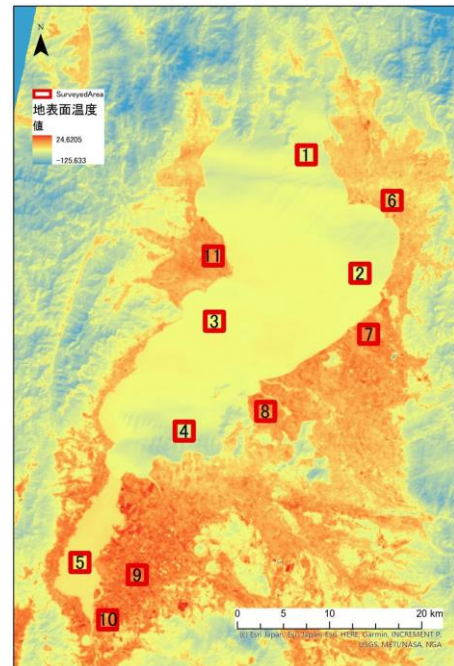 N
SurveyedArea
地表面温度
値
24.6205
-125.633
1
6
11
2
3
7
8
4
5
9
10
0 5 10 20 km
(c) Esri Japan, Esri Japan, Esri, HERE, Garmin, INCREMENT P,
USGS, METI/NASA, NGA